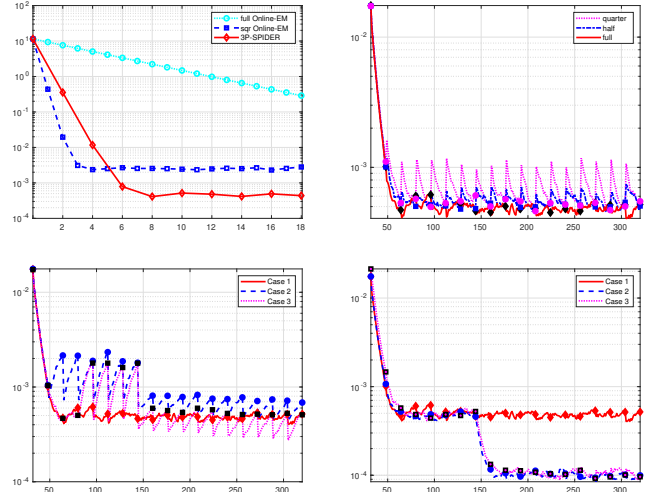 10^2
10^1
10^0
10^-1
10^-2
10^-3
10^-4
2 4 6 8 10 12 14 16 18
full Online-EM
sqr Online-EM
3P-SPIDER
10^-2
10^-3
50 100 150 200 250 300
quarter
half
full
10^-2
10^-3
10^-4
50 100 150 200 250 300
Case 1
Case 2
Case 3
10^-2
10^-3
10^-4
50 100 150 200 250 300
Case 1
Case 2
Case 3